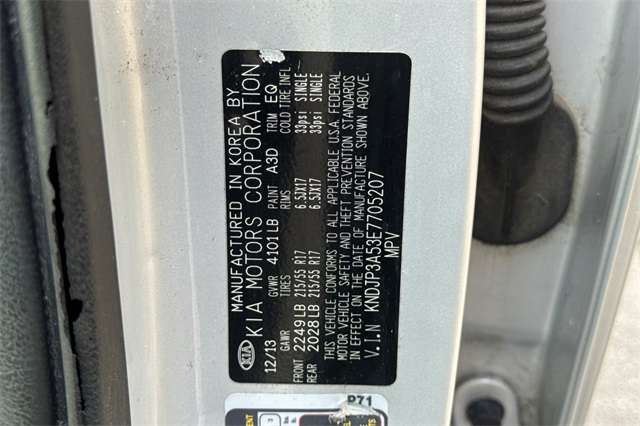 MANUFACTURED IN KOREA BY
KIA MOTORS CORPORATION
KIA
12/13 GVWR 4101LB PAINT A3D TRIM EQ
GAWR TIRES RIMS COLD TIRE INFL
FRONT 2249LB 215/55 R17 6.5JX17 33psi SINGLE
REAR 2028LB 215/55 R17 6.5JX17 33psi SINGLE
THIS VEHICLE CONFORMS TO ALL APPLICABLE U.S.A. FEDERAL
MOTOR VEHICLE SAFETY AND THEFT PREVENTION STANDARDS
IN EFFECT ON THE DATE OF MANUFACTURE SHOWN ABOVE.
V.I.N KNDJP3A53E7705207
MPV
P71